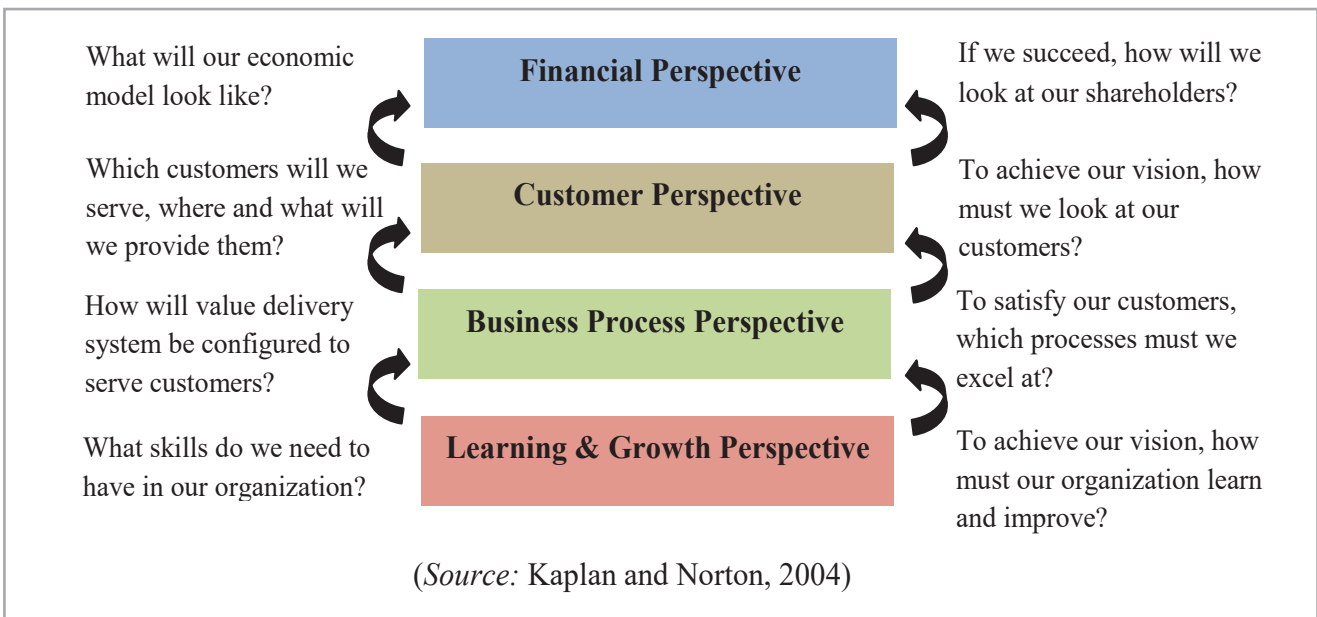 What will our economic
model look like?
Financial Perspective
If we succeed, how will we
look at our shareholders?
Which customers will we
serve, where and what will
we provide them?
Customer Perspective
To achieve our vision, how
must we look at our
customers?
How will value delivery
system be configured to
serve customers?
Business Process Perspective
To satisfy our customers,
which processes must we
excel at?
What skills do we need to
have in our organization?
Learning & Growth Perspective
To achieve our vision, how
must our organization learn
and improve?
(Source: Kaplan and Norton, 2004)